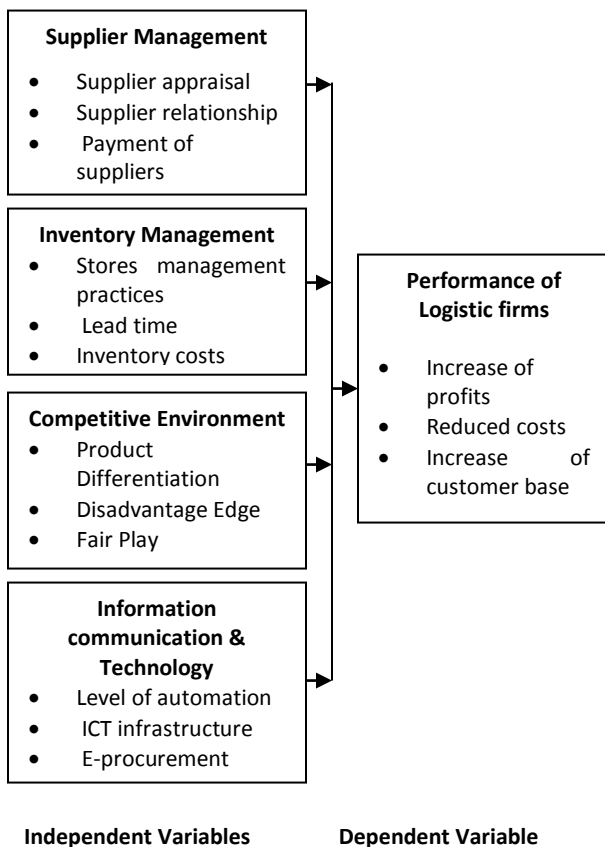 Supplier Management
• Supplier appraisal
• Supplier relationship
• Payment of
suppliers
Inventory Management
• Stores management
practices
• Lead time
• Inventory costs
Competitive Environment
• Product
Differentiation
• Disadvantage Edge
• Fair Play
Information
communication &
Technology
• Level of automation
• ICT infrastructure
• E-procurement
Performance of
Logistic firms
• Increase of
profits
• Reduced costs
• Increase of
customer base
Independent Variables
Dependent Variable